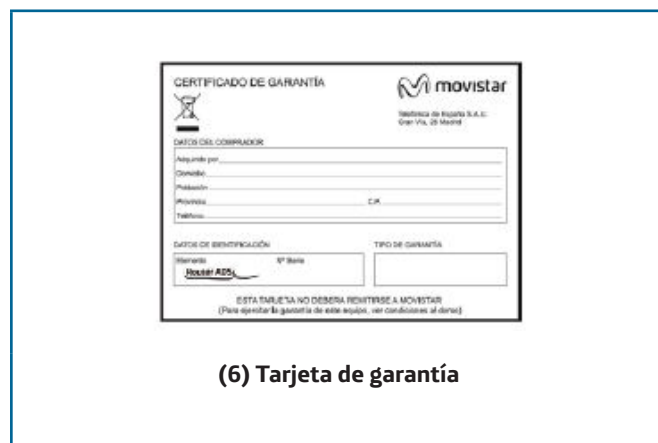 CERTIFICADO DE GARANTÍA
movistar
Telefónica de España S.A.U.
Gran Vía, 28 Madrid
DATOS DEL COMPRADOR
Adquirido por
Domicilio
Población
Provincia C.P.
Teléfono
DATOS DE IDENTIFICACIÓN TIPO DE GARANTÍA
Elemento Nº Serie
Router
ESTA TARJETA NO DEBERA REMITIRSE A MOVISTAR
(Para ejercitar la garantía de este equipo, ver condiciones al dorso)
(6) Tarjeta de garantía